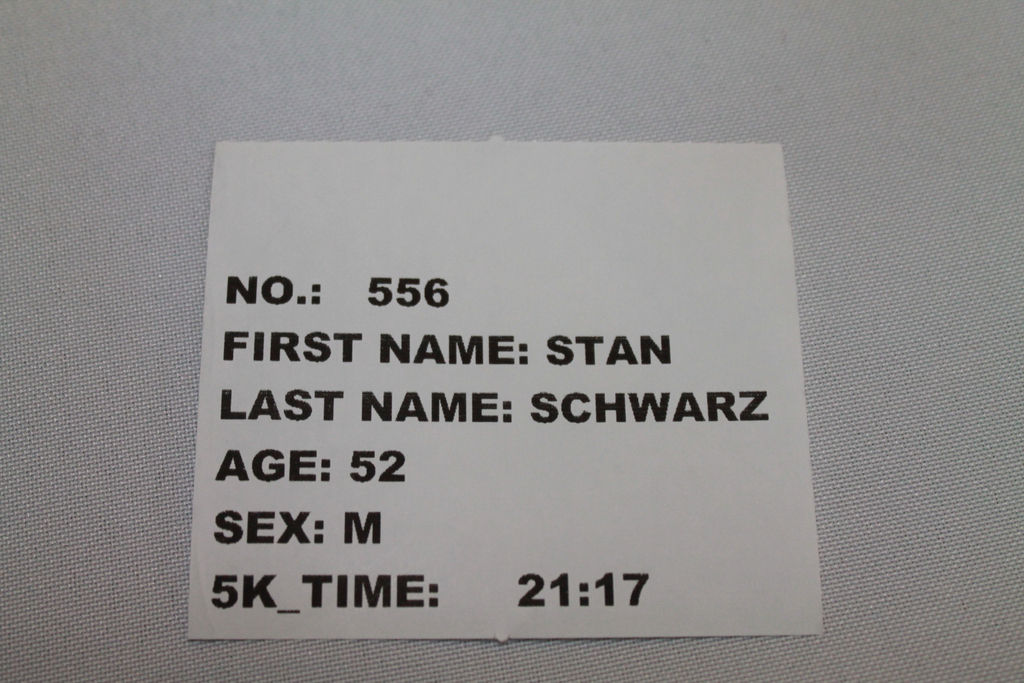 NO.: 556
FIRST NAME: STAN
LAST NAME: SCHWARZ
AGE: 52
SEX: M
5K_TIME: 21:17